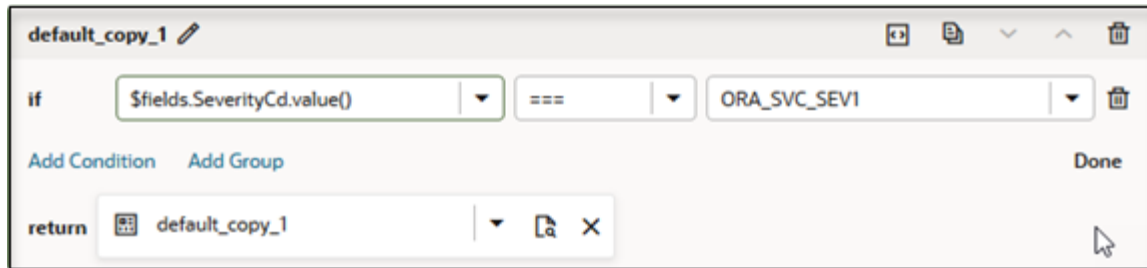 default_copy_1
if $fields.SeverityCd.value() === ORA_SVC_SEV1
Add Condition Add Group Done
return default_copy_1